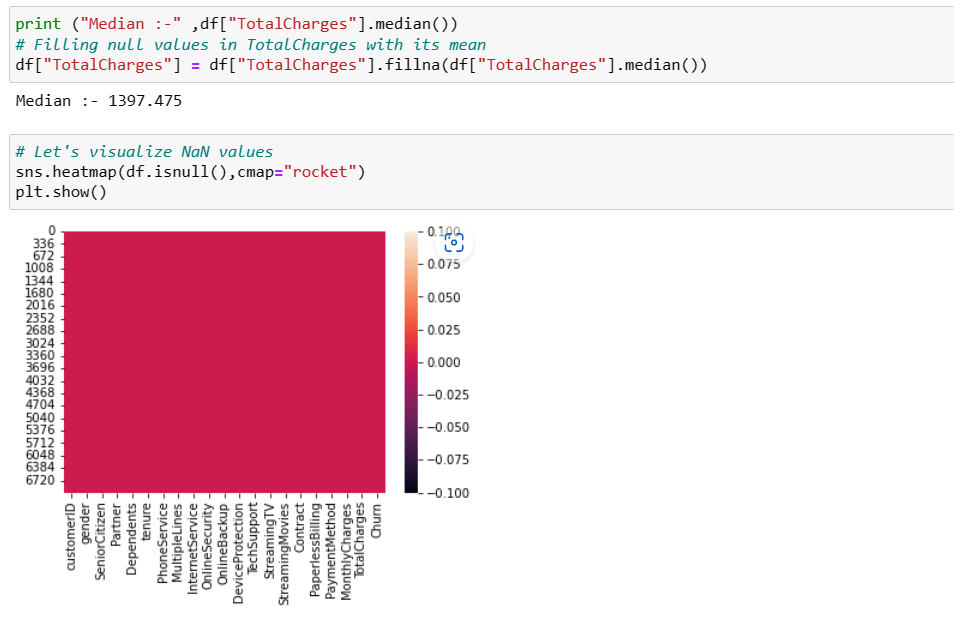 print ("Median :-" ,df["TotalCharges"].median())
# Filling null values in TotalCharges with its mean
df["TotalCharges"] = df["TotalCharges"].fillna(df["TotalCharges"].median())
Median :- 1397.475
# Let's visualize NaN values
sns.heatmap(df.isnull(),cmap="rocket")
plt.show()
0
336
672
1008
1344
1680
2016
2352
2688
3024
3360
3696
4032
4368
4704
5040
5376
5712
6048
6384
6720
0.100
0.075
0.050
0.025
0.000
−0.025
−0.050
−0.075
−0.100
customerID
gender
SeniorCitizen
Partner
Dependents
tenure
PhoneService
MultipleLines
InternetService
OnlineSecurity
OnlineBackup
DeviceProtection
TechSupport
StreamingTV
StreamingMovies
Contract
PaperlessBilling
PaymentMethod
MonthlyCharges
TotalCharges
Churn